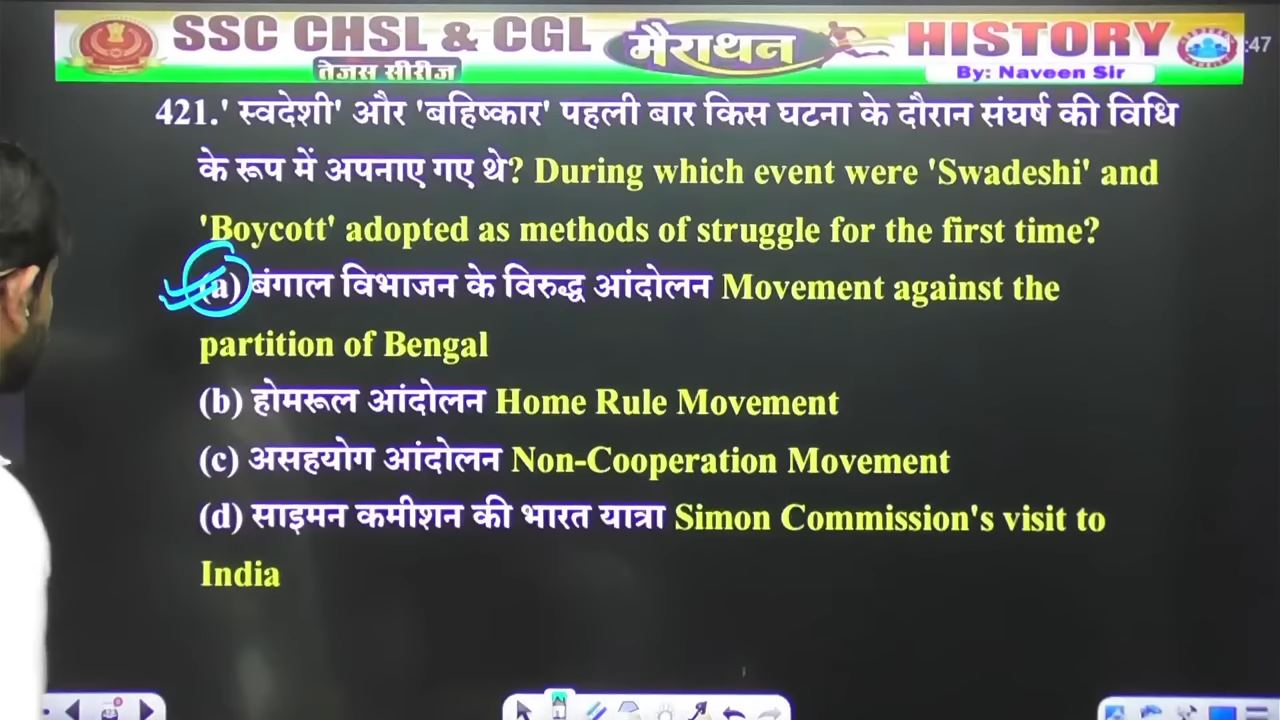 SSC CHSL & CGL मैराथन HISTORY
तेजस सीरीज
By: Naveen Sir
:47
421.' स्वदेशी' और 'बहिष्कार' पहली बार किस घटना के दौरान संघर्ष की विधि
के रूप में अपनाए गए थे? During which event were 'Swadeshi' and
'Boycott' adopted as methods of struggle for the first time?
(a) बंगाल विभाजन के विरुद्ध आंदोलन Movement against the
partition of Bengal
(b) होमरूल आंदोलन Home Rule Movement
(c) असहयोग आंदोलन Non-Cooperation Movement
(d) साइमन कमीशन की भारत यात्रा Simon Commission's visit to
India